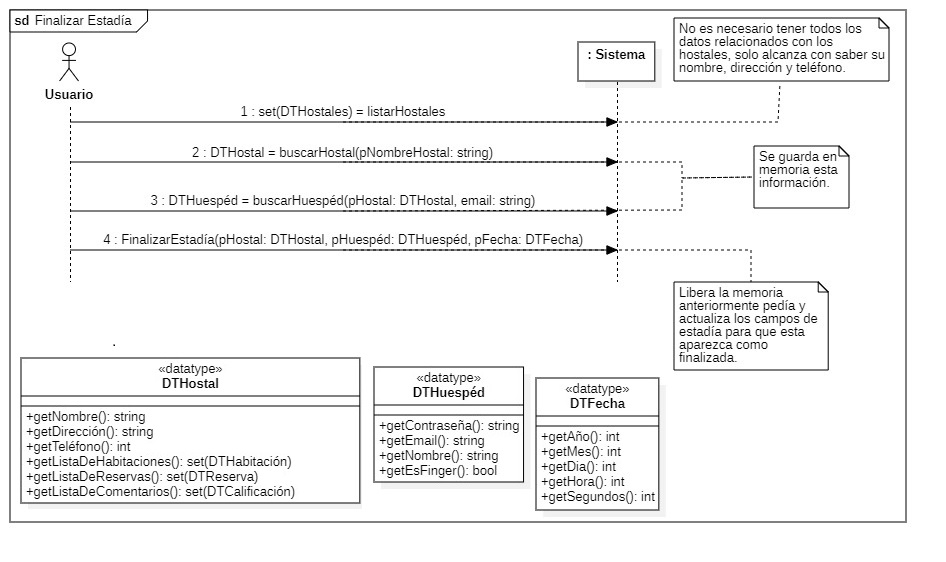 sd Finalizar Estadía
No es necesario tener todos los
datos relacionados con los
hostales, solo alcanza con saber su
nombre, dirección y teléfono.
: Sistema
Usuario
1 : set(DTHostales) = listarHostales
2 : DTHostal = buscarHostal(pNombreHostal: string)
Se guarda en
memoria esta
información.
3 : DTHuespéd = buscarHuespéd(pHostal: DTHostal, email: string)
4 : FinalizarEstadía(pHostal: DTHostal, pHuespéd: DTHuespéd, pFecha: DTFecha)
Libera la memoria
anteriormente pedía y
actualiza los campos de
estadía para que esta
aparezca como
finalizada.
«datatype»
DTHostal
+getNombre(): string
+getDirección(): string
+getTeléfono(): int
+getListaDeHabitaciones(): set(DTHabitación)
+getListaDeReservas(): set(DTReserva)
+getListaDeComentarios(): set(DTCalificación)
«datatype»
DTHuespéd
+getContraseña(): string
+getEmail(): string
+getNombre(): string
+getEsFinger(): bool
«datatype»
DTFecha
+getAño(): int
+getMes(): int
+getDia(): int
+getHora(): int
+getSegundos(): int